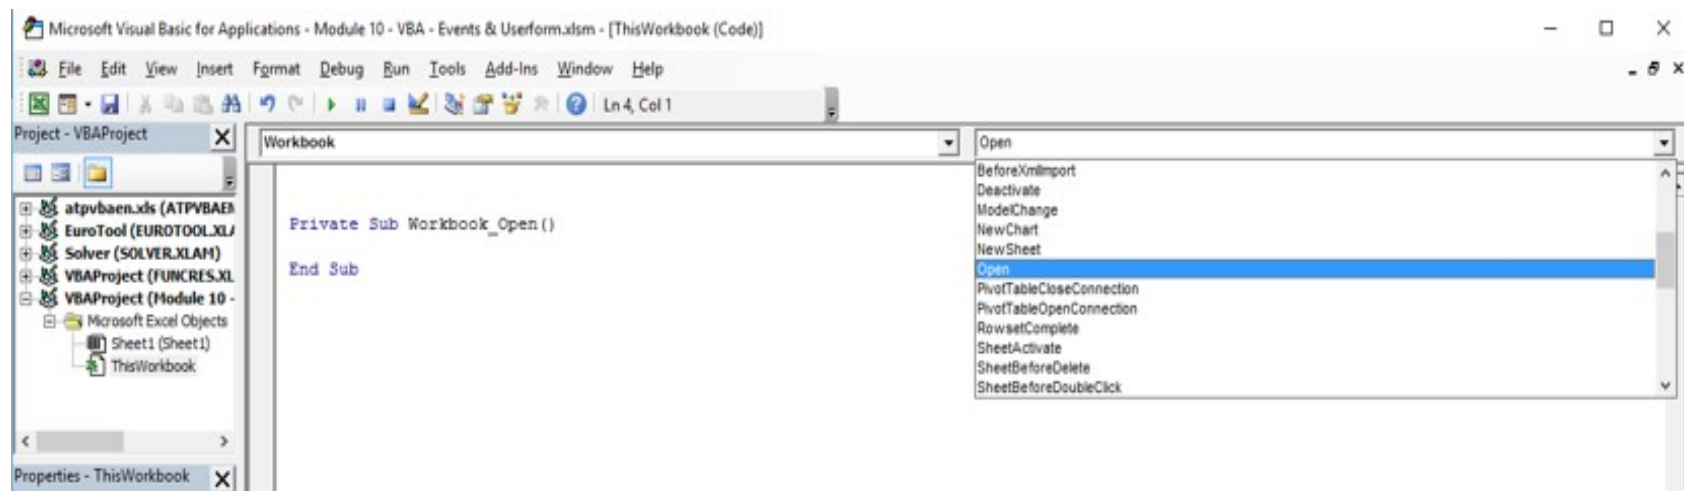 Microsoft Visual Basic for Applications - Module 10 - VBA - Events & Userform.xlsm - [ThisWorkbook (Code)]
File Edit View Insert Format Debug Run Tools Add-Ins Window Help
Ln 4, Col 1
Project - VBAProject
Workbook
Open
atpvbaen.xls (ATPVBAEN
EuroTool (EUROTOOL.XLA
Solver (SOLVER.XLAM)
VBAProject (FUNCRES.XL
VBAProject (Module 10 -
Microsoft Excel Objects
Sheet1 (Sheet1)
ThisWorkbook
Properties - ThisWorkbook
Private Sub Workbook_Open()
End Sub
BeforeXmlImport
Deactivate
ModelChange
NewChart
NewSheet
Open
PivotTableCloseConnection
PivotTableOpenConnection
RowsetComplete
SheetActivate
SheetBeforeDelete
SheetBeforeDoubleClick